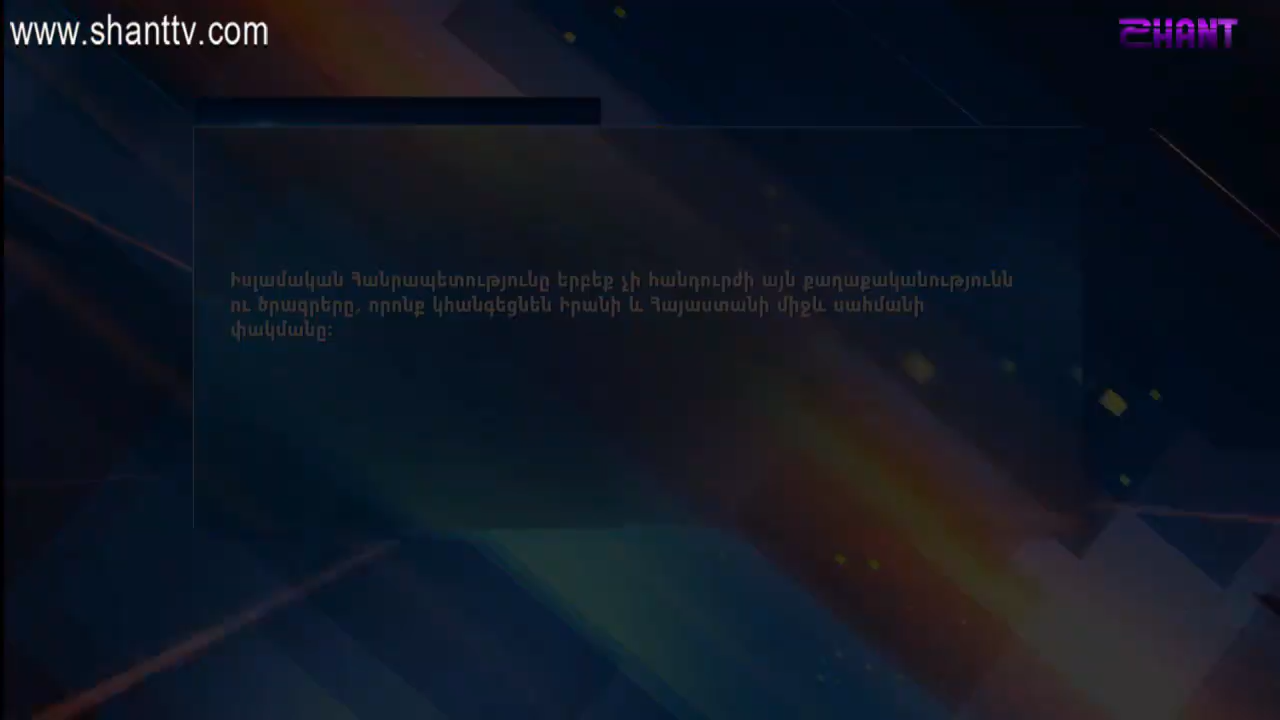 www.shanttv.com
SHANT
Իսլամական Հանրապետությունը երբեք չի հանդուրժի այն քաղաքականությունն
ու ծրագրերը, որոնք կհանգեցնեն Իրանի և Հայաստանի միջև սահմանի
փակմանը: